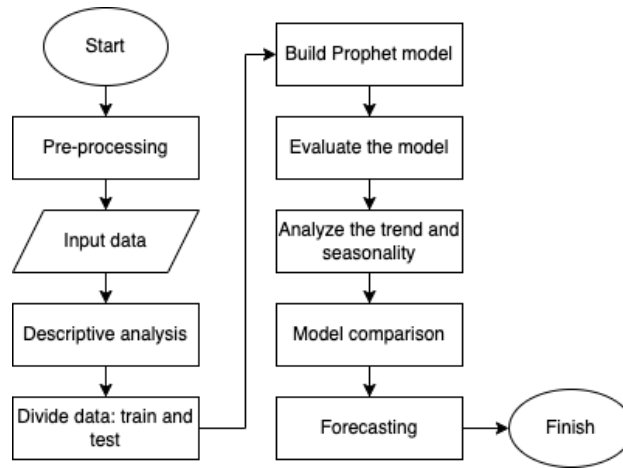 Start
Pre-processing
Input data
Descriptive analysis
Divide data: train and
test
Build Prophet model
Evaluate the model
Analyze the trend and
seasonality
Model comparison
Forecasting
Finish